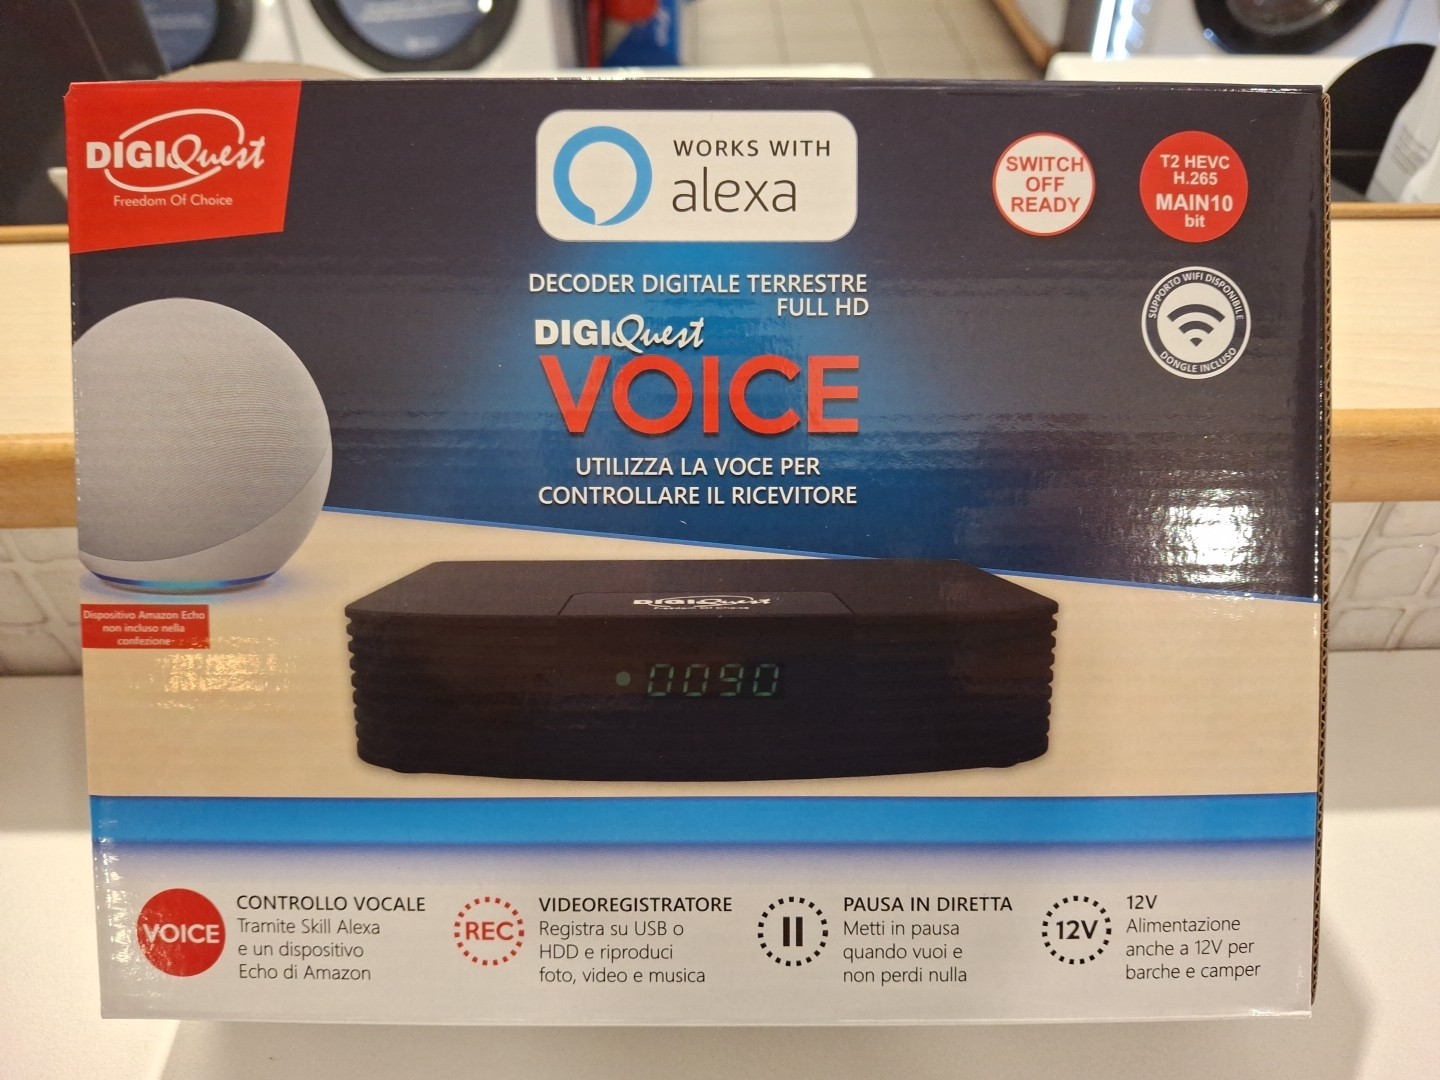 DIGIQuest
Freedom Of Choice
WORKS WITH
alexa
SWITCH
OFF
READY
T2 HEVC
H.265
MAIN10
bit
SUPPORTO WIFI DISPONIBILE
DONGLE INCLUSO
DECODER DIGITALE TERRESTRE
FULL HD
DIGIQuest
VOICE
UTILIZZA LA VOCE PER
CONTROLLARE IL RICEVITORE
Dispositivo Amazon Echo
non incluso nella
confezione
DIGIQuest
Freedom Of Choice
0090
VOICE
CONTROLLO VOCALE
Tramite Skill Alexa
e un dispositivo
Echo di Amazon
REC
VIDEOREGISTRATORE
Registra su USB o
HDD e riproduci
foto, video e musica
PAUSA IN DIRETTA
Metti in pausa
quando vuoi e
non perdi nulla
12V
12V
Alimentazione
anche a 12V per
barche e camper